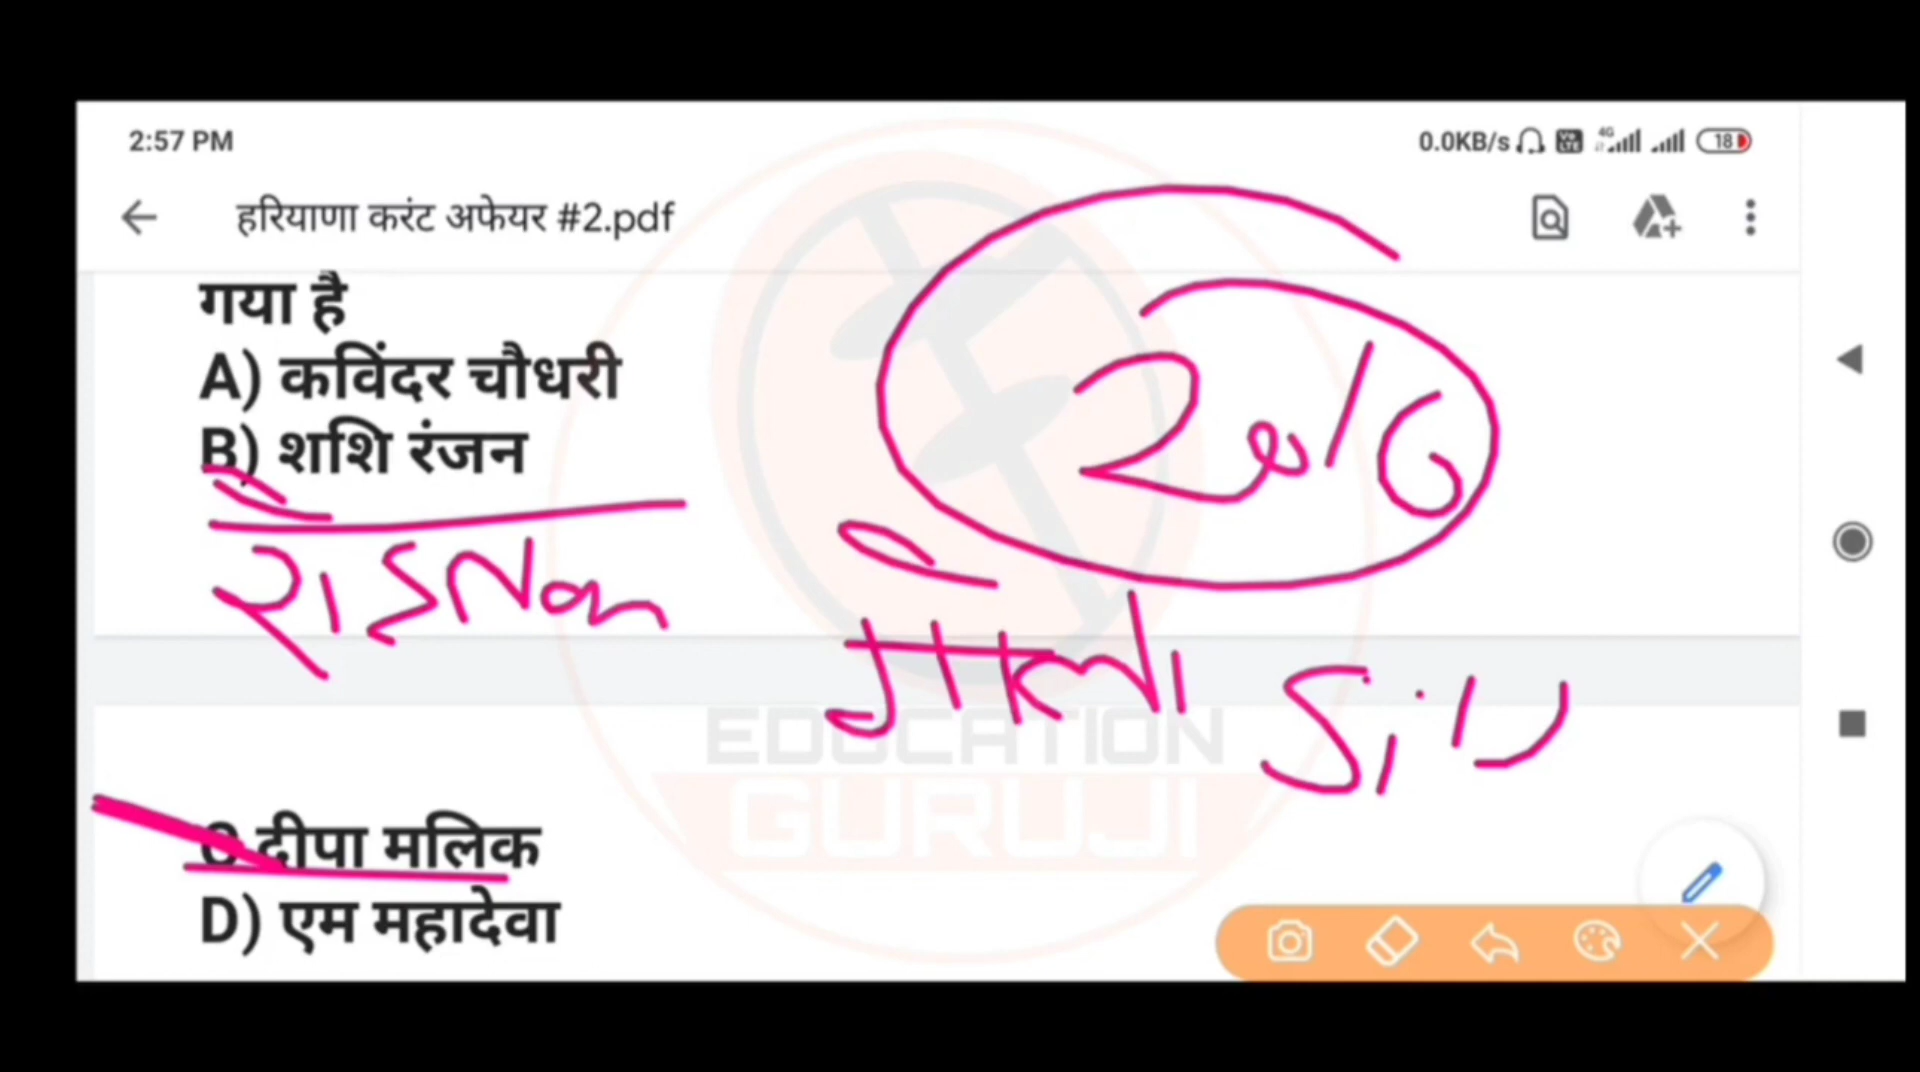 2:57 PM 0.0KB/s 4G 18
हरियाणा करंट अफेयर #2.pdf
गया है
A) कविंदर चौधरी
B) शशि रंजन
2016
EDUCATION
GURUJI
C दीपा मलिक
D) एम महादेवा